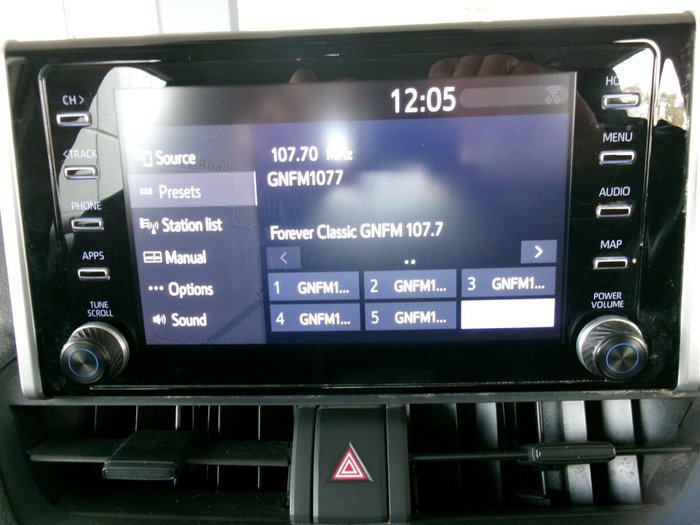 12:05
CH >
<TRACK
PHONE
APPS
TUNE
SCROLL
Source
Road
Presets
Station list
Manual
Options
Sound
107.70 MHz
GNFM1077
Forever Classic GNFM 107.7
1 GNFM1...
2 GNFM1...
3 GNFM1...
4 GNFM1...
5 GNFM1...
MENU
AUDIO
MAP
POWER
VOLUME